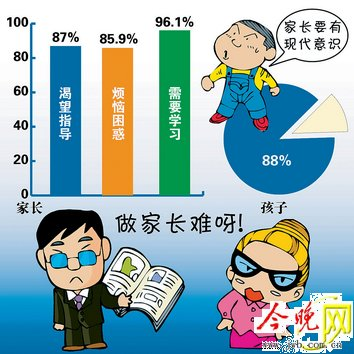 100
80
60
40
20
0
87%
85.9%
96.1%
渴望指导
烦恼困惑
需要学习
家长要有
现代意识
88%
家长
孩子
做家长难呀!
今晚网